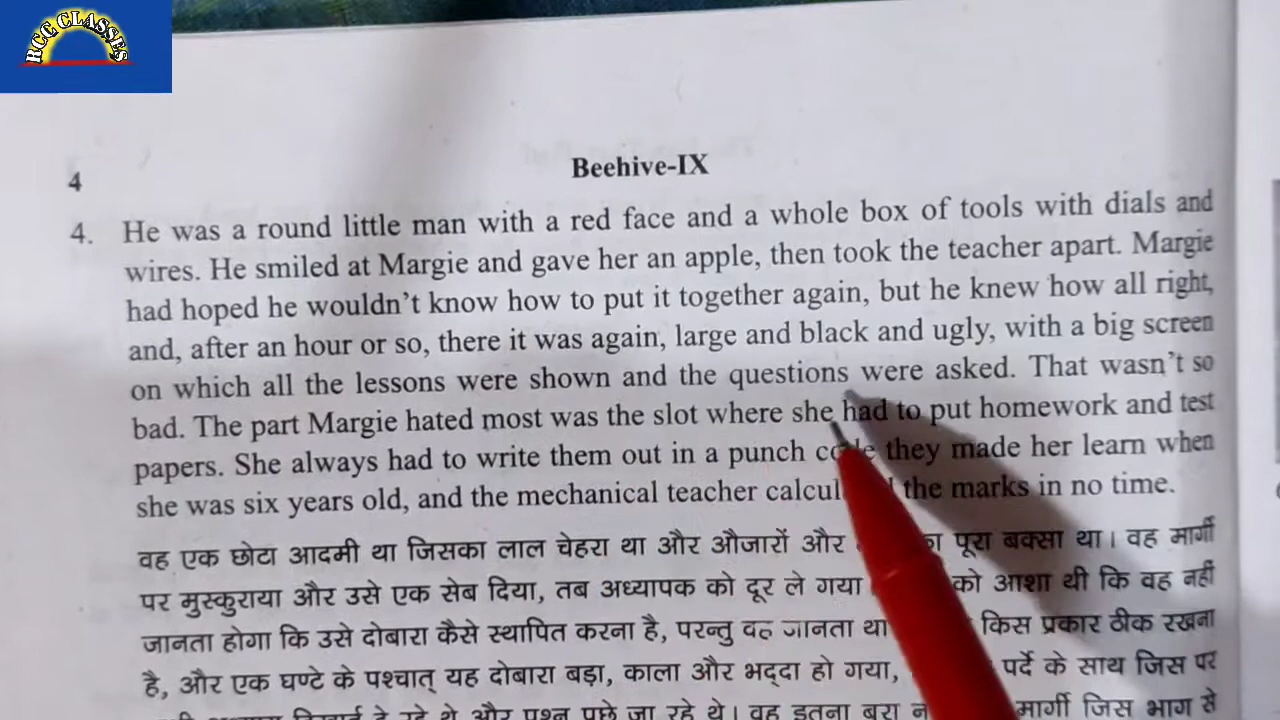 RCC CLASSES
4
Beehive-IX
4. He was a round little man with a red face and a whole box of tools with dials and
wires. He smiled at Margie and gave her an apple, then took the teacher apart. Margie
had hoped he wouldn't know how to put it together again, but he knew how all right,
and, after an hour or so, there it was again, large and black and ugly, with a big screen
on which all the lessons were shown and the questions were asked. That wasn't so
bad. The part Margie hated most was the slot where she had to put homework and test
papers. She always had to write them out in a punch they made her learn when
she was six years old, and the mechanical teacher the marks in no time.
वह एक छोटा आदमी था जिसका लाल चेहरा था और औजारों और पूरा बक्सा था। वह मार्गी
पर मुस्कुराया और उसे एक सेब दिया, तब अध्यापक को दूर ले गया को आशा थी कि वह नहीं
जानता होगा कि उसे दोबारा कैसे स्थापित करना है, परन्तु वह जानता था किस प्रकार ठीक रखना
है, और एक घण्टे के पश्चात् यह दोबारा बड़ा, काला और भद्दा हो गया, पर्दे के साथ जिस पर
दिखाई दे रहे थे और प्रश्न पूछे जा रहे थे। वह इतना बुरा मार्गी जिस भाग से